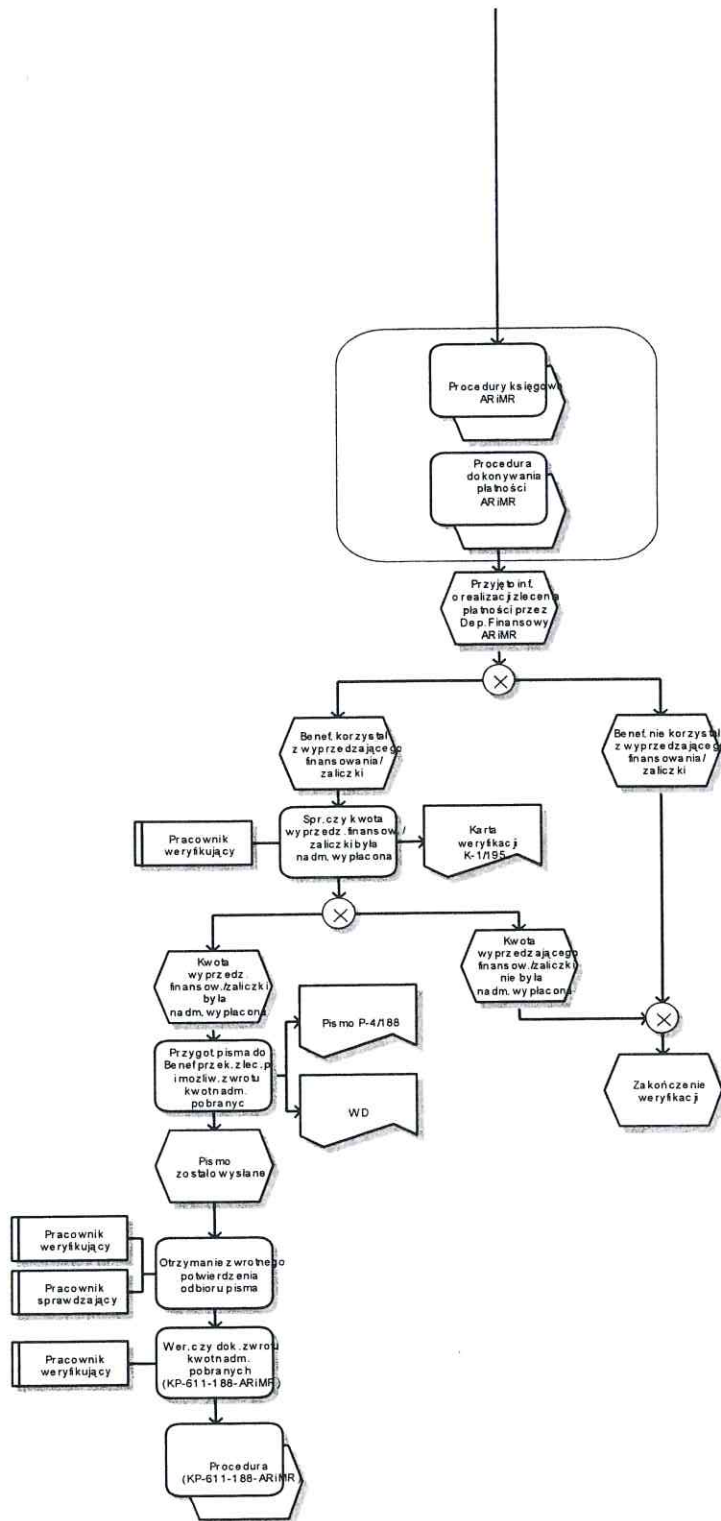 Procedury księgowe
ARiMR
Procedura
dokonywania
płatności
ARiMR
Przyjęto inf.
o realizacji zlecenia
płatności przez
Dep. Finansowy
ARiMR
Benef. korzystał
z wyprzedzającego
finansowania/
zaliczki
Benef. nie korzystał
z wyprzedzającego
finansowania/
zaliczki
Pracownik
weryfikujący
Spr. czy kwota
wyprzedz. finansow. /
zaliczki była
nadm. wypłacona
Karta
weryfikacji
K-1/195
Kwota
wyprzedz.
finansow./zaliczki
była
nadm. wypłacona
Kwota
wyprzedzającego
finansow./zaliczki
nie była
nadm. wypłacona
Przygot. pisma do
Benef przek. zlec. p
i możliw. zwrotu
kwot nadm.
pobranyc
Pismo P-4/188
WD
Zakończenie
weryfikacji
Pismo
zostało wysłane
Pracownik
weryfikujący
Pracownik
sprawdzający
Otrzymanie zwrotnego
potwierdzenia
odbioru pisma
Pracownik
weryfikujący
Wer. czy dok. zwrotu
kwot nadm.
pobranych
(KP-611-188-ARiMR)
Procedura
(KP-611-188-ARiMR)